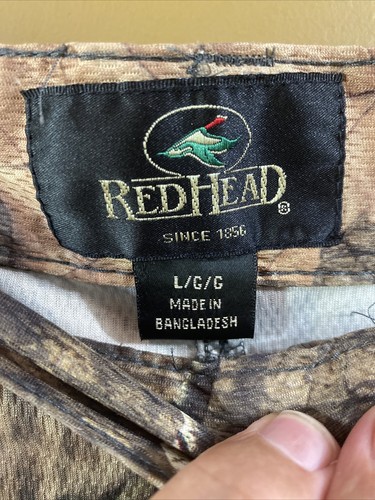 REDHEAD®
SINCE 1856
L/G/G
MADE IN
BANGLADESH